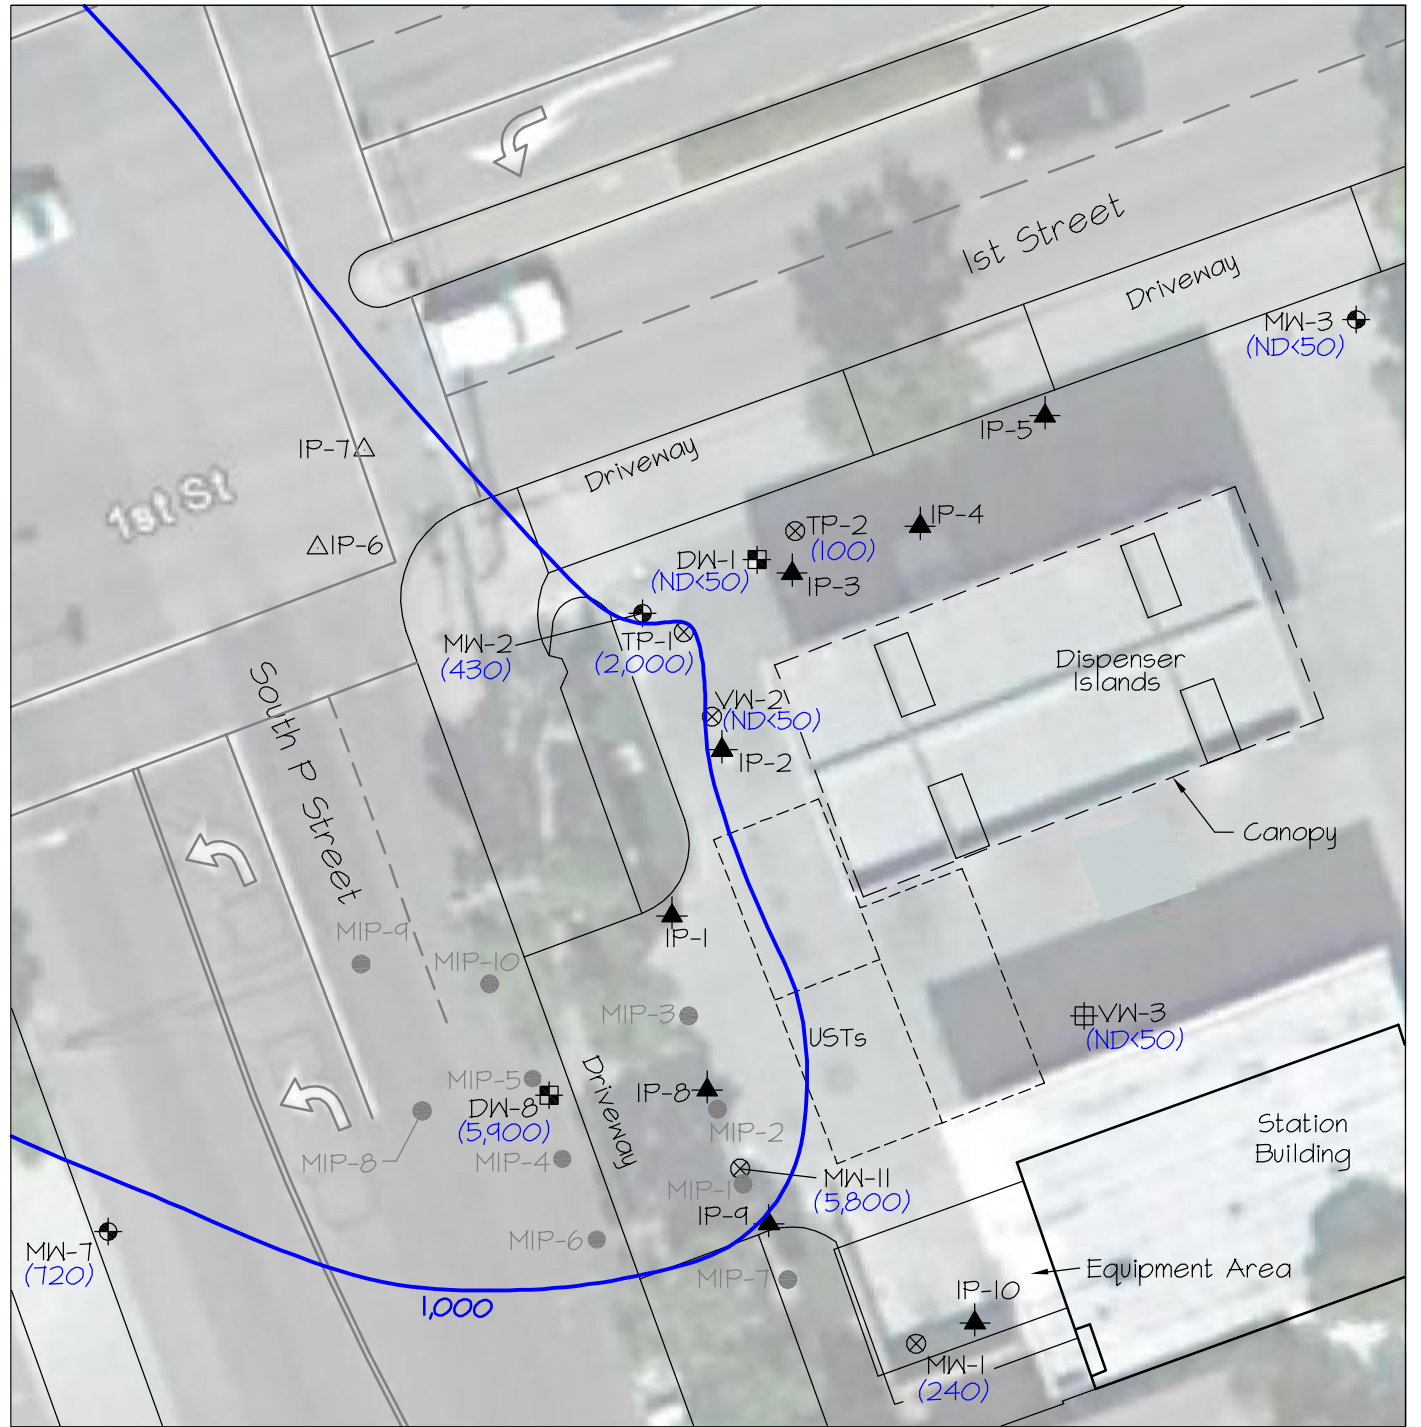 1st Street
Driveway
MW-3
(ND<50)
IP-5
IP-7
Driveway
1st St
IP-6
TP-2
(100)
IP-4
DW-1
(ND<50)
IP-3
MW-2
(430)
TP-1
(2,000)
South P Street
VW-2
(ND<50)
IP-2
Dispenser
Islands
Canopy
MIP-9
IP-1
MIP-10
MIP-3
VW-3
(ND<50)
USTs
MIP-5
DW-8
(5,900)
Driveway
IP-8
MIP-2
Station
Building
MIP-8
MIP-4
MW-11
(5,800)
MIP-1
IP-9
MW-7
(720)
MIP-6
MIP-7
Equipment Area
IP-10
1,000
MW-1
(240)